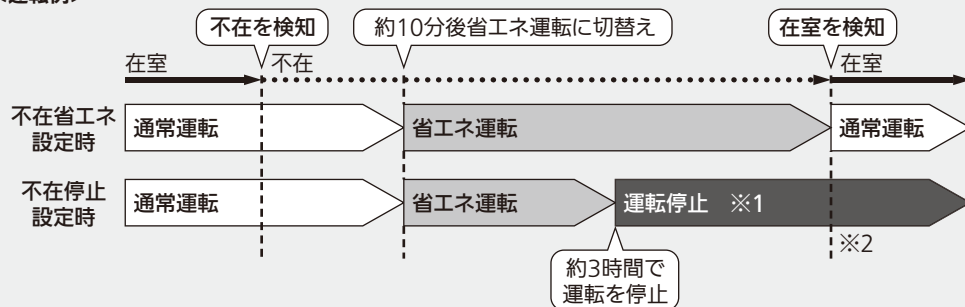 不在を検知
約10分後省エネ運転に切替え
在室を検知
在室
不在
在室
不在省エネ
設定時
通常運転
省エネ運転
通常運転
不在停止
設定時
通常運転
省エネ運転
運転停止 ※1
※2
約3時間で
運転を停止